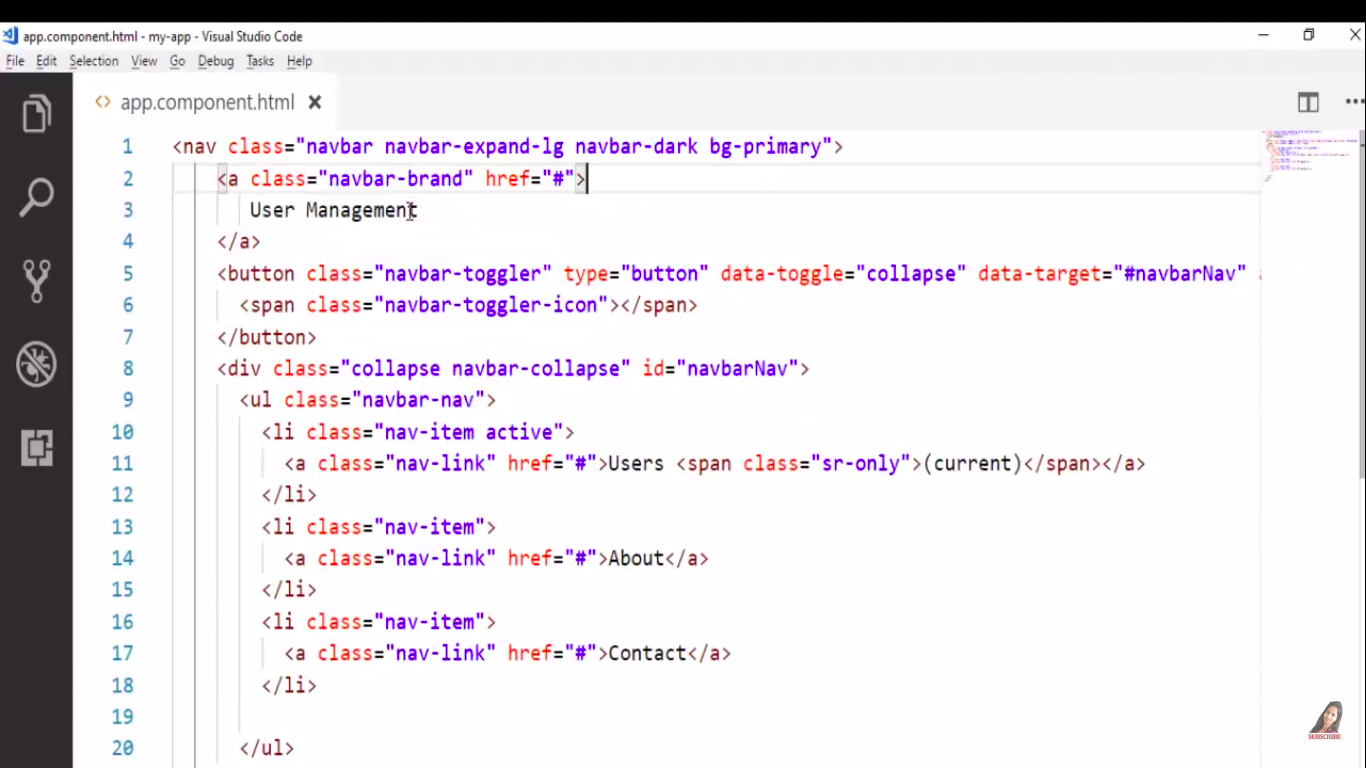 app.component.html - my-app - Visual Studio Code
File Edit Selection View Go Debug Tasks Help
<> app.component.html
1 <nav class="navbar navbar-expand-lg navbar-dark bg-primary">
2 <a class="navbar-brand" href="#">
3 User Management
4 </a>
5 <button class="navbar-toggler" type="button" data-toggle="collapse" data-target="#navbarNav"
6 <span class="navbar-toggler-icon"></span>
7 </button>
8 <div class="collapse navbar-collapse" id="navbarNav">
9 <ul class="navbar-nav">
10 <li class="nav-item active">
11 <a class="nav-link" href="#">Users <span class="sr-only">(current)</span></a>
12 </li>
13 <li class="nav-item">
14 <a class="nav-link" href="#">About</a>
15 </li>
16 <li class="nav-item">
17 <a class="nav-link" href="#">Contact</a>
18 </li>
19
20 </ul>
SUBSCRIBE